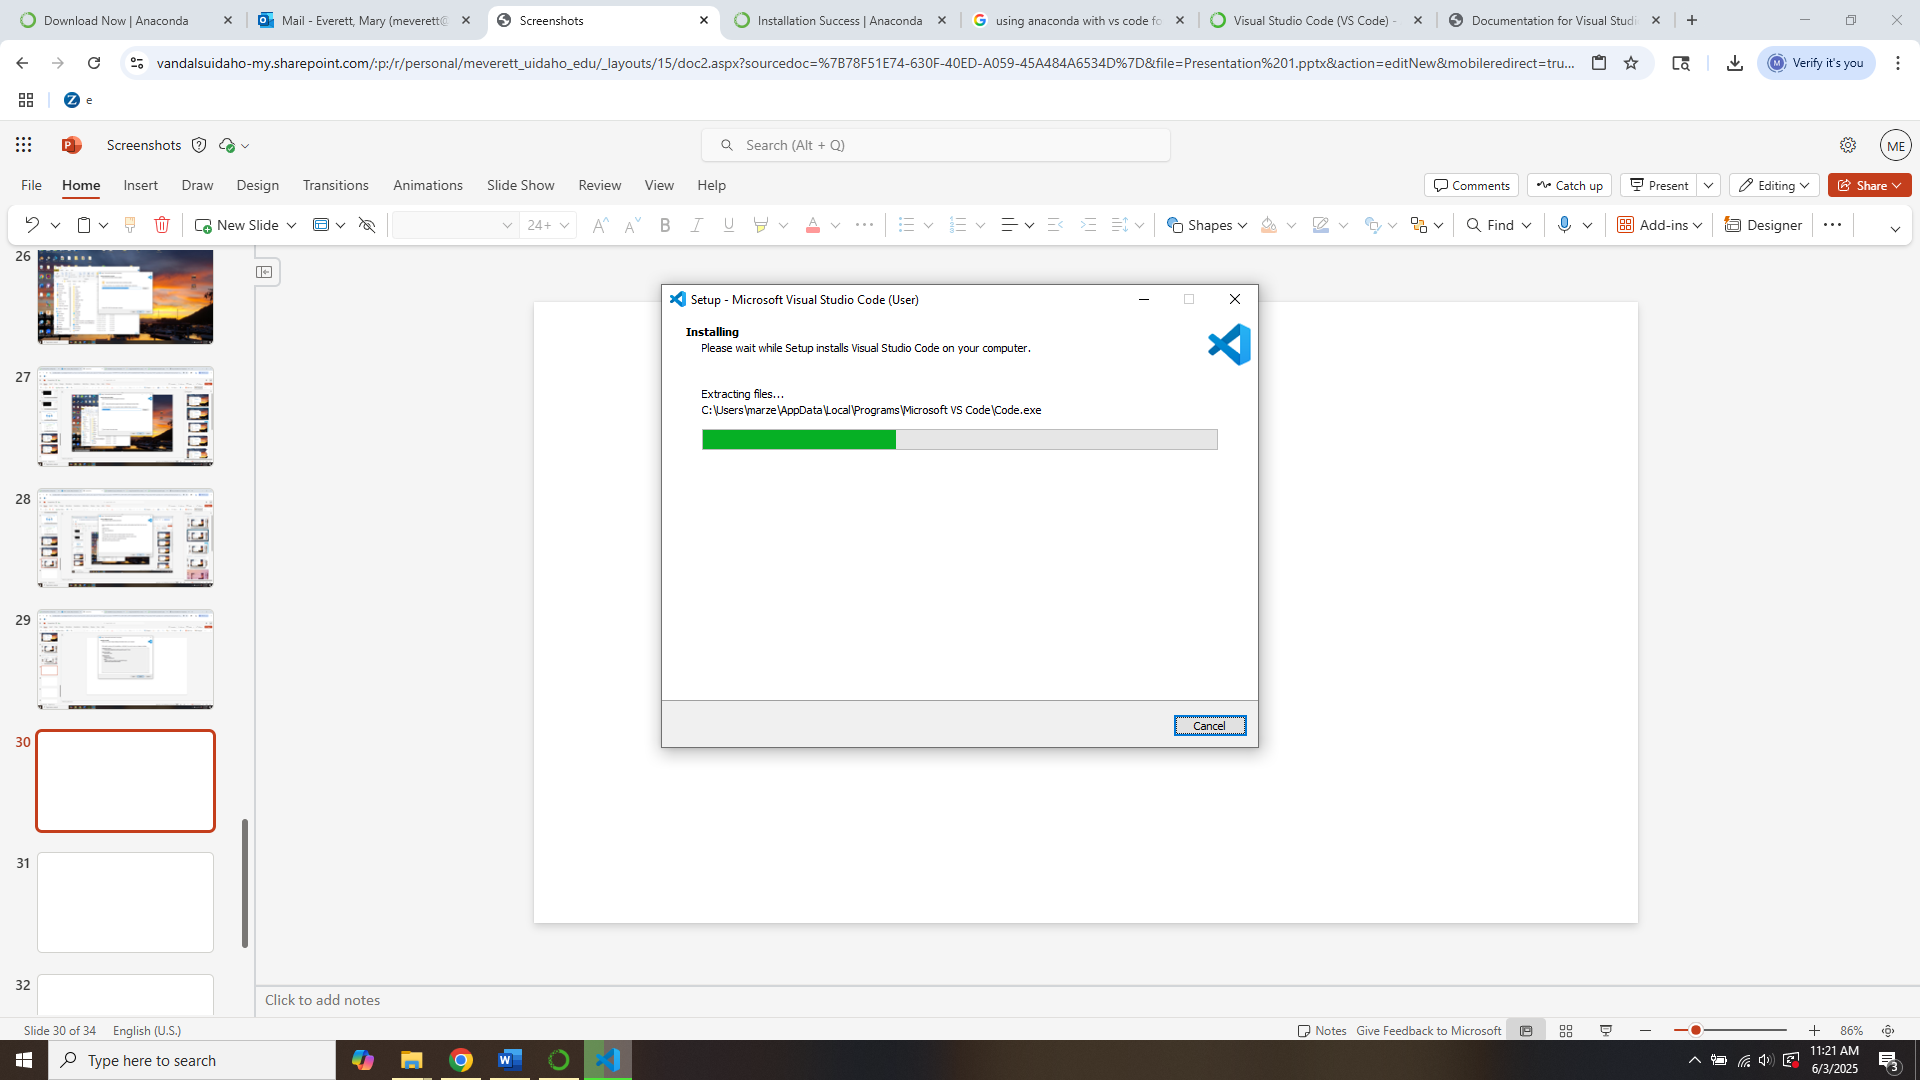 Download Now | Anaconda
Mail - Everett, Mary (meverett@
Screenshots
Installation Success | Anaconda
using anaconda with vs code fo
Visual Studio Code (VS Code) -
Documentation for Visual Studi
vandalsuidaho-my.sharepoint.com/:p:/r/personal/meverett_uidaho_edu/_layouts/15/doc2.aspx?sourcedoc=%7B78F51E74-630F-40ED-A059-45A484A6534D%7D&file=Presentation%201.pptx&action=editNew&mobileredirect=tru...
Verify it's you
e
Screenshots
Search (Alt + Q)
ME
File Home Insert Draw Design Transitions Animations Slide Show Review View Help
Comments Catch up Present Editing Share
New Slide
24+
Shapes
Find
Add-ins
Designer
26
27
28
29
30
31
32
Setup - Microsoft Visual Studio Code (User)
Installing
Please wait while Setup installs Visual Studio Code on your computer.
Extracting files...
C:\Users\marze\AppData\Local\Programs\Microsoft VS Code\Code.exe
Cancel
Click to add notes
Slide 30 of 34 English (U.S.)
Notes Give Feedback to Microsoft
86%
Type here to search
11:21 AM
6/3/2025
3